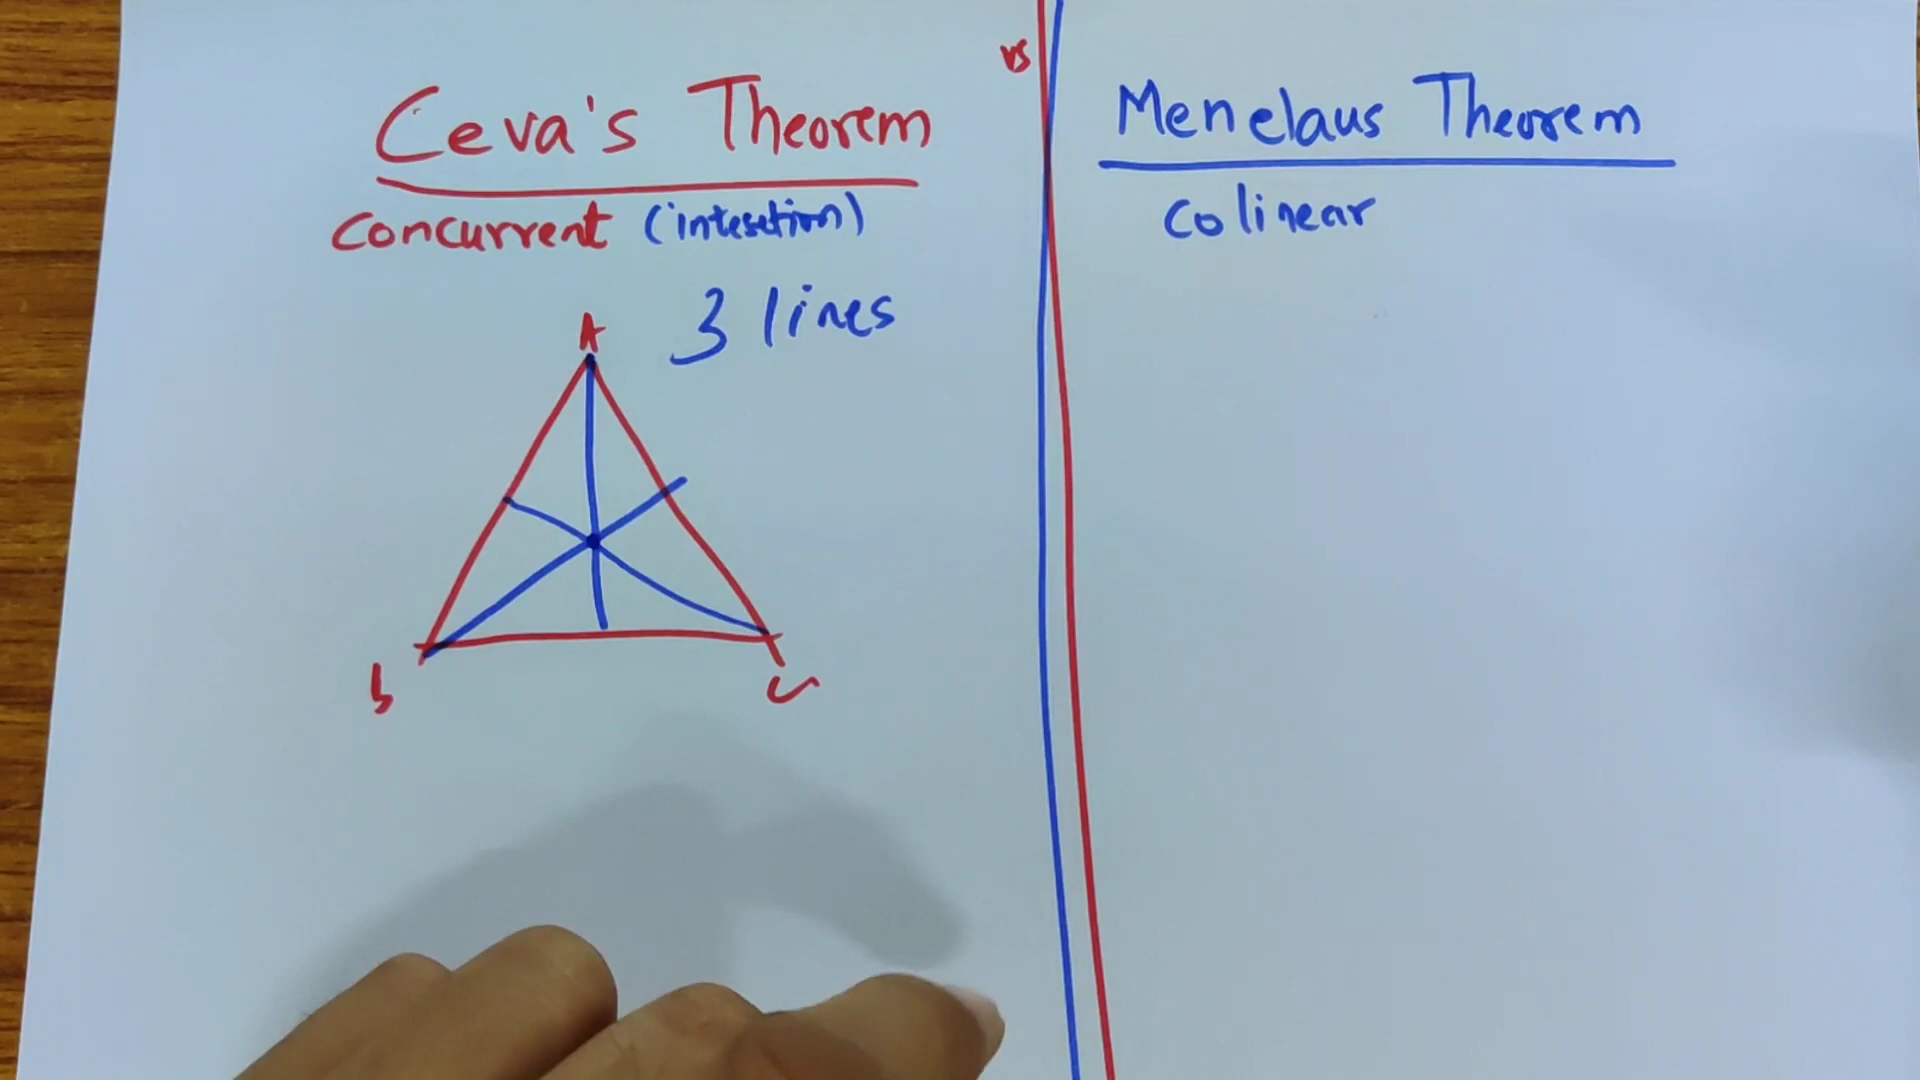 vs
Ceva's Theorem
Concurrent (intesetion)
3 lines
A
b
C
Menelaus Theorem
Colinear